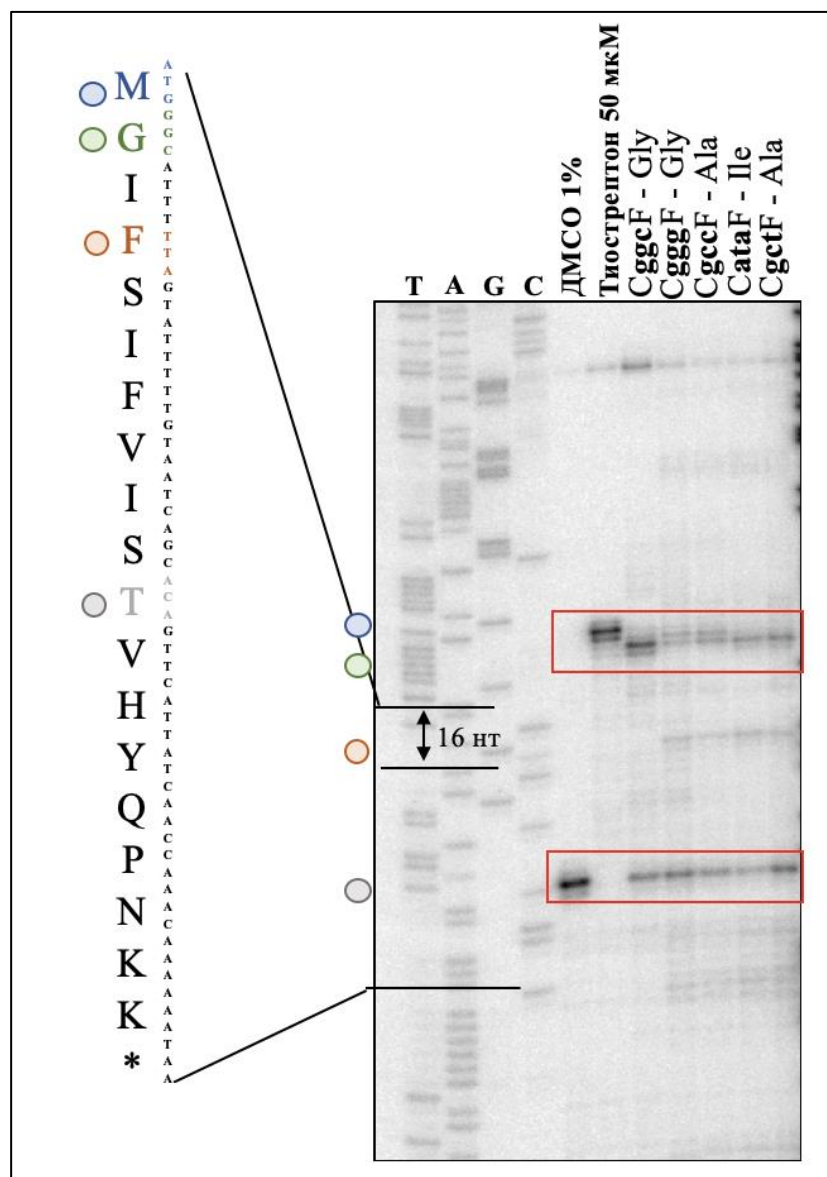 M
G
I
F
S
I
F
V
I
S
T
V
H
Y
Q
P
N
K
K
*
ATGGGCATTTTTAGTATTTTTGTAATCAGCACAGTTCATTATCAACCAAACAAAAAATAA
T A G C
ДМСО 1%
Тиострептон 50 мкМ
CggcF - Gly
CgggF - Gly
CgccF - Ala
CataF - Ile
CgctF - Ala
16 нт